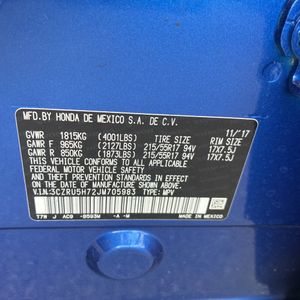 MFD.BY HONDA DE MEXICO S.A. DE C.V.
11/'17
GVWR 1815KG (4001LBS) TIRE SIZE RIM SIZE
GAWR F 965KG (2127LBS) 215/55R17 94V 17X7.5J
GAWR R 850KG (1873LBS) 215/55R17 94V 17X7.5J
THIS VEHICLE CONFORMS TO ALL APPLICABLE
FEDERAL MOTOR VEHICLE SAFETY AND
THEFT PREVENTION STANDARDS IN EFFECT ON
THE DATE OF MANUFACTURE SHOWN ABOVE.
V.I.N:3CZRU5H72JM705983 TYPE: MPV
T7W J AC9 -B593M -A -M
MADE IN MEXICO